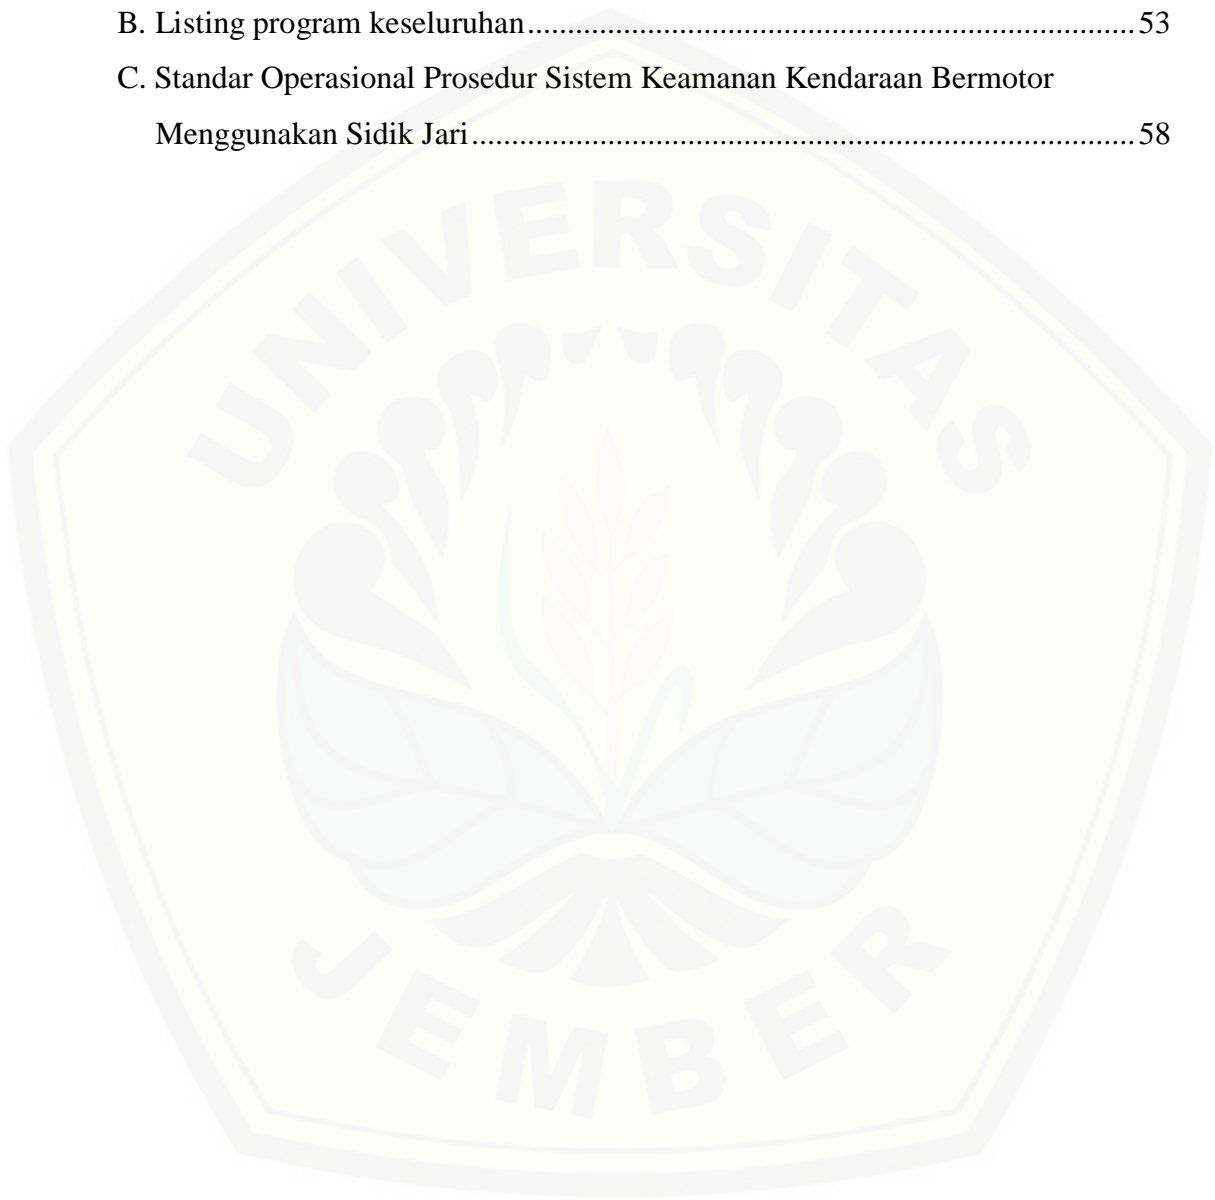 B. Listing program keseluruhan........................................................................... 53
C. Standar Operasional Prosedur Sistem Keamanan Kendaraan Bermotor
Menggunakan Sidik Jari.................................................................................. 58
UNIVERSITAS
JEMBER